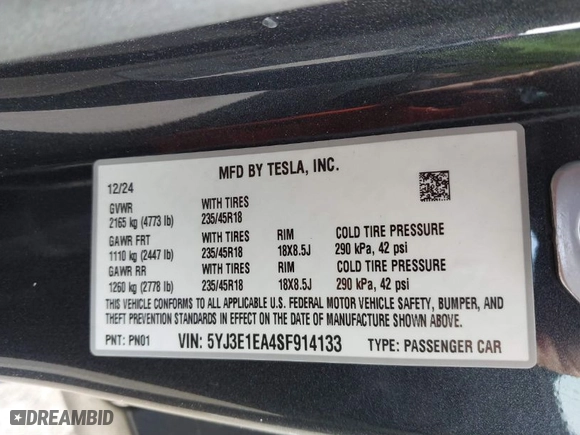 MFD BY TESLA, INC.
12/24
GVWR WITH TIRES
2165 kg (4773 lb) 235/45R18
GAWR FRT WITH TIRES RIM COLD TIRE PRESSURE
1110 kg (2447 lb) 235/45R18 18X8.5J 290 kPa, 42 psi
GAWR RR WITH TIRES RIM COLD TIRE PRESSURE
1260 kg (2778 lb) 235/45R18 18X8.5J 290 kPa, 42 psi
THIS VEHICLE CONFORMS TO ALL APPLICABLE U.S. FEDERAL MOTOR VEHICLE SAFETY, BUMPER, AND
THEFT PREVENTION STANDARDS IN EFFECT ON THE DATE OF MANUFACTURE SHOWN ABOVE.
PNT: PN01 VIN: 5YJ3E1EA4SF914133 TYPE: PASSENGER CAR
DREAMBID